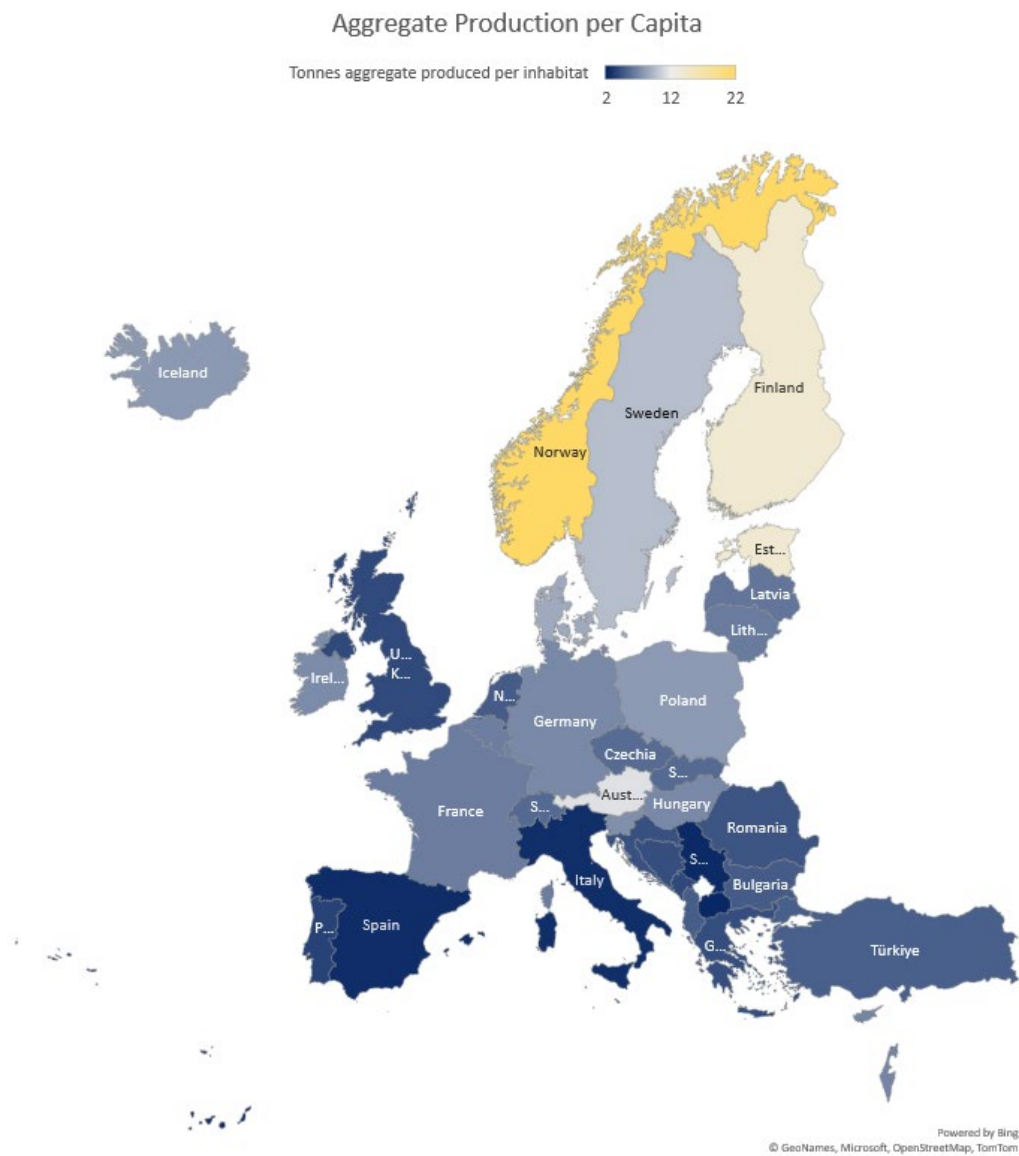 Aggregate Production per Capita
Tonnes aggregate produced per inhabitat
2 12 22
Iceland
Finland
Sweden
Norway
Est...
Latvia
Lith...
U...
K...
Irel...
N...
Poland
Germany
Czechia
S...
Aust...
S...
Hungary
France
Romania
S...
Italy
Bulgaria
P...
Spain
G...
Türkiye
Powered by Bing
© GeoNames, Microsoft, OpenStreetMap, TomTom